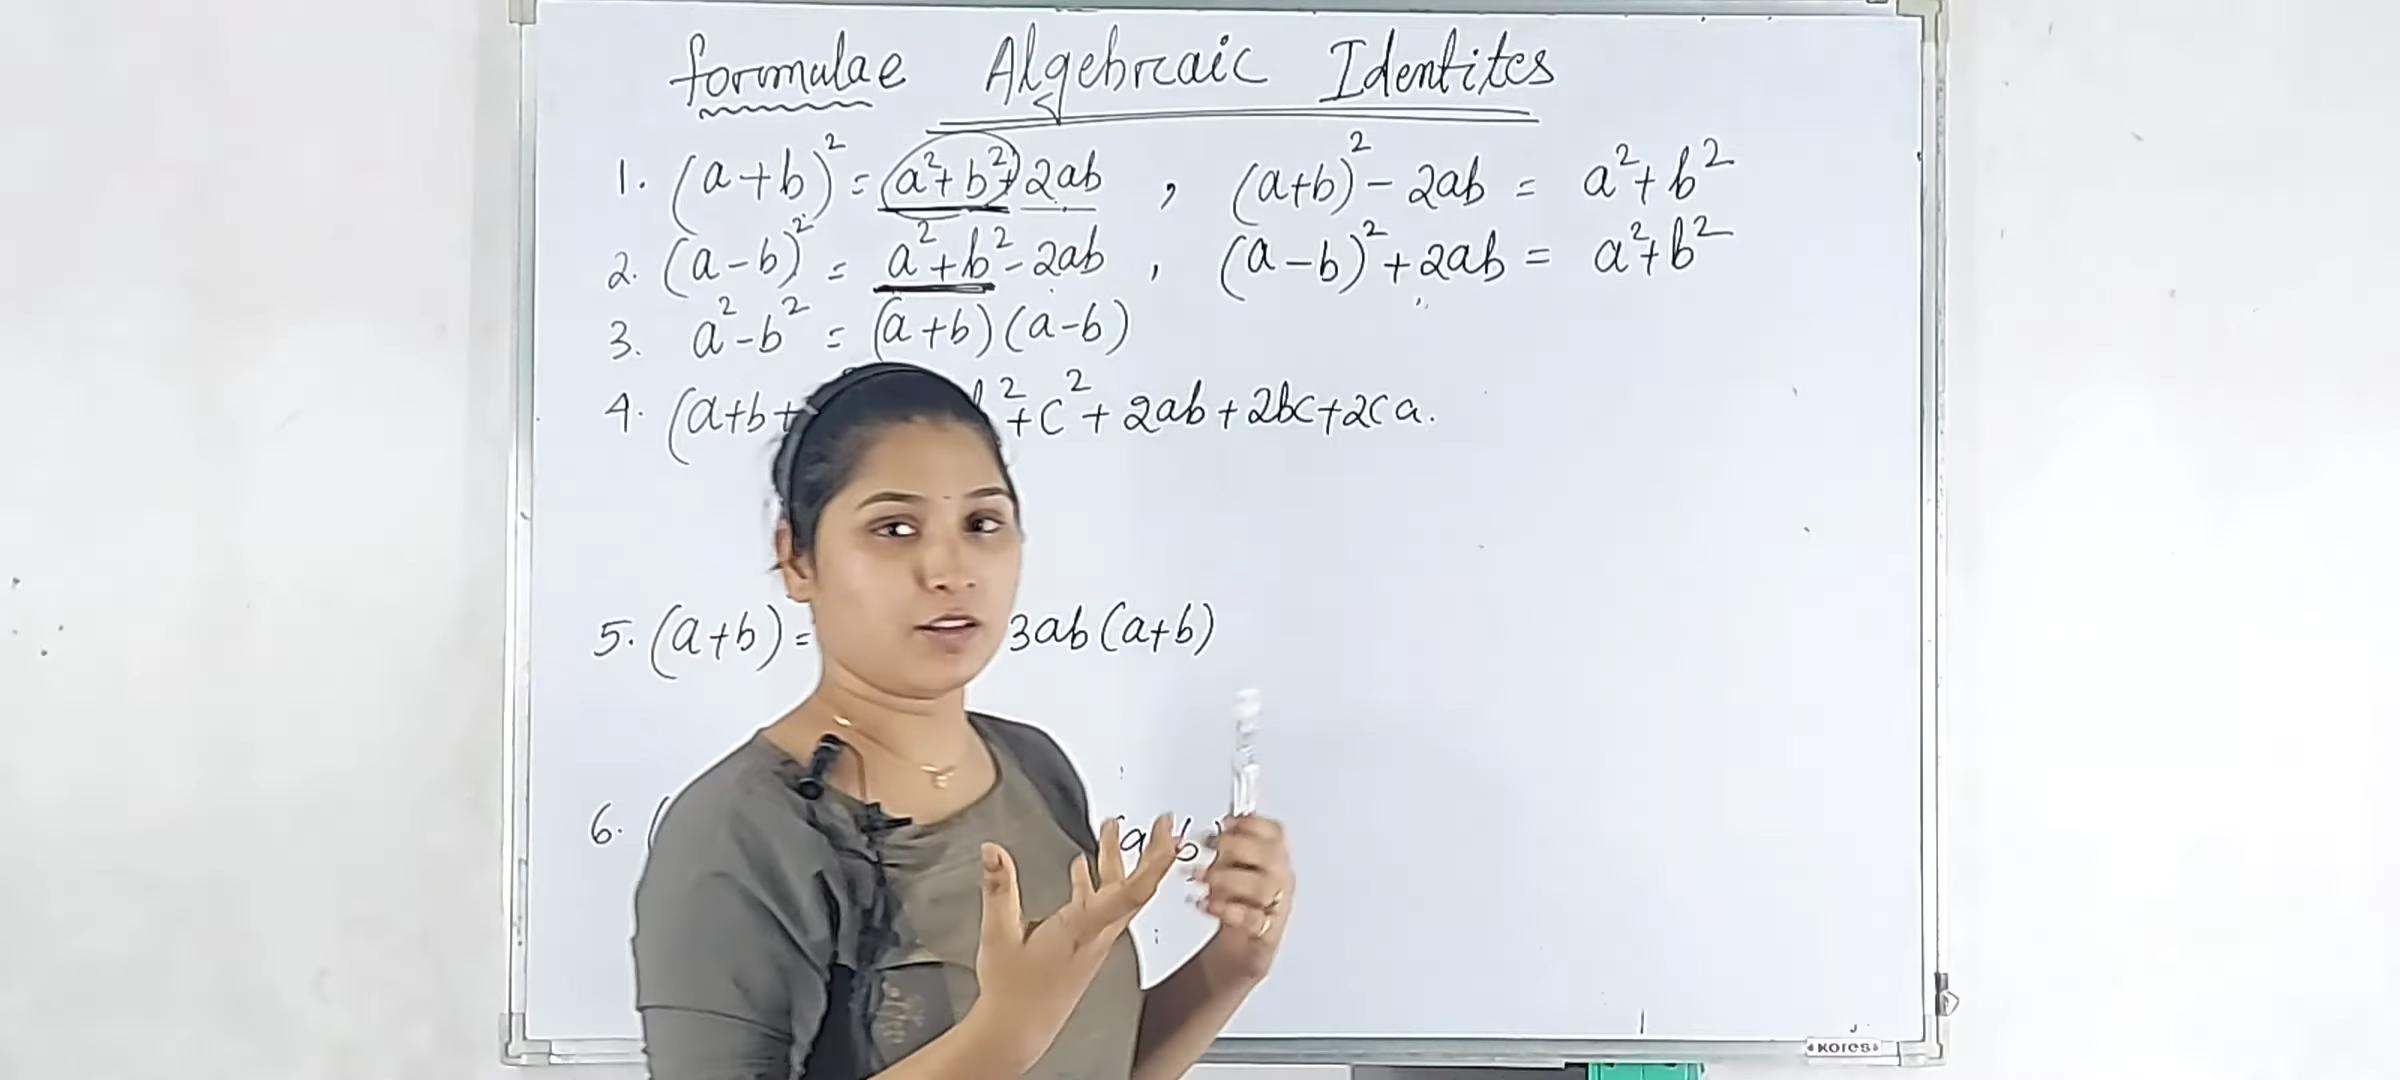 formulae Algebraic Identites
1. (a+b)² = (a²+b²)+2ab , (a+b)² - 2ab = a²+b²
2. (a-b)² = a²+b²-2ab , (a-b)²+2ab = a²+b²
3. a²-b² = (a+b)(a-b)
4. (a+b+ ²+c²+2ab+2bc+2ca.
5. (a+b)= 3ab(a+b)
6. ( (a b)
KORES